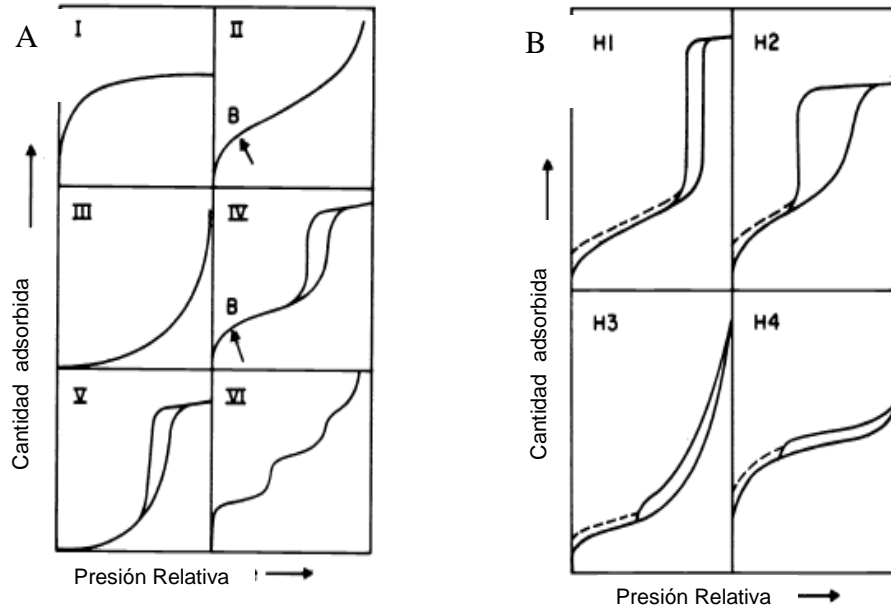 A
I
II
B
III
IV
B
V
VI
Cantidad adsorbida
Presión Relativa
B
H1
H2
H3
H4
Cantidad adsorbida
Presión Relativa